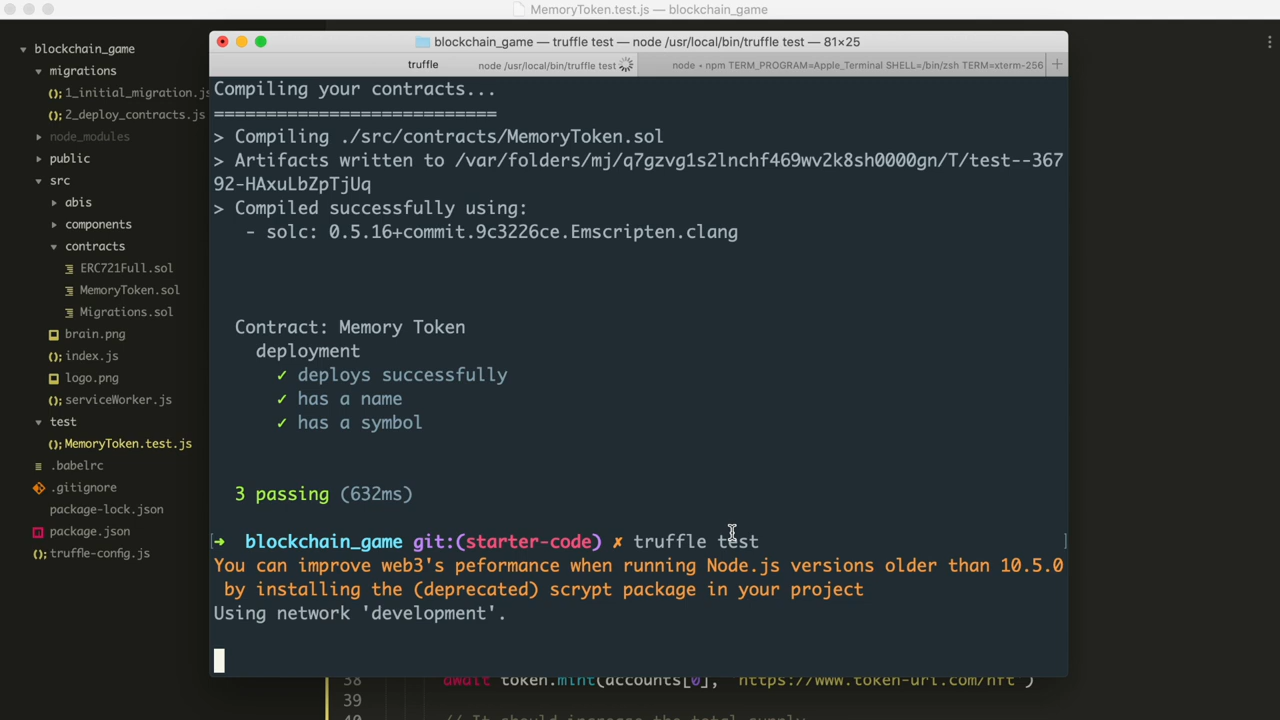 MemoryToken.test.js — blockchain_game
blockchain_game
migrations
1_initial_migration.js
2_deploy_contracts.js
node_modules
public
src
abis
components
contracts
ERC721Full.sol
MemoryToken.sol
Migrations.sol
brain.png
index.js
logo.png
serviceWorker.js
test
MemoryToken.test.js
.babelrc
.gitignore
package-lock.json
package.json
truffle-config.js
blockchain_game — truffle test — node /usr/local/bin/truffle test — 81×25
truffle node /usr/local/bin/truffle test
node • npm TERM_PROGRAM=Apple_Terminal SHELL=/bin/zsh TERM=xterm-256
Compiling your contracts...
===========================
> Compiling ./src/contracts/MemoryToken.sol
> Artifacts written to /var/folders/mj/q7gzvg1s2lnchf469wv2k8sh0000gn/T/test--367
92-HAxuLbZpTjUq
> Compiled successfully using:
- solc: 0.5.16+commit.9c3226ce.Emscripten.clang
Contract: Memory Token
deployment
✓ deploys successfully
✓ has a name
✓ has a symbol
3 passing (632ms)
[➜ blockchain_game git:(starter-code) ✗ truffle test ]
You can improve web3's peformance when running Node.js versions older than 10.5.0
by installing the (deprecated) scrypt package in your project
Using network 'development'.
38 await token.mint(accounts[0], 'https://www.token-uri.com/nft')
39
40 // It should increase the total supply